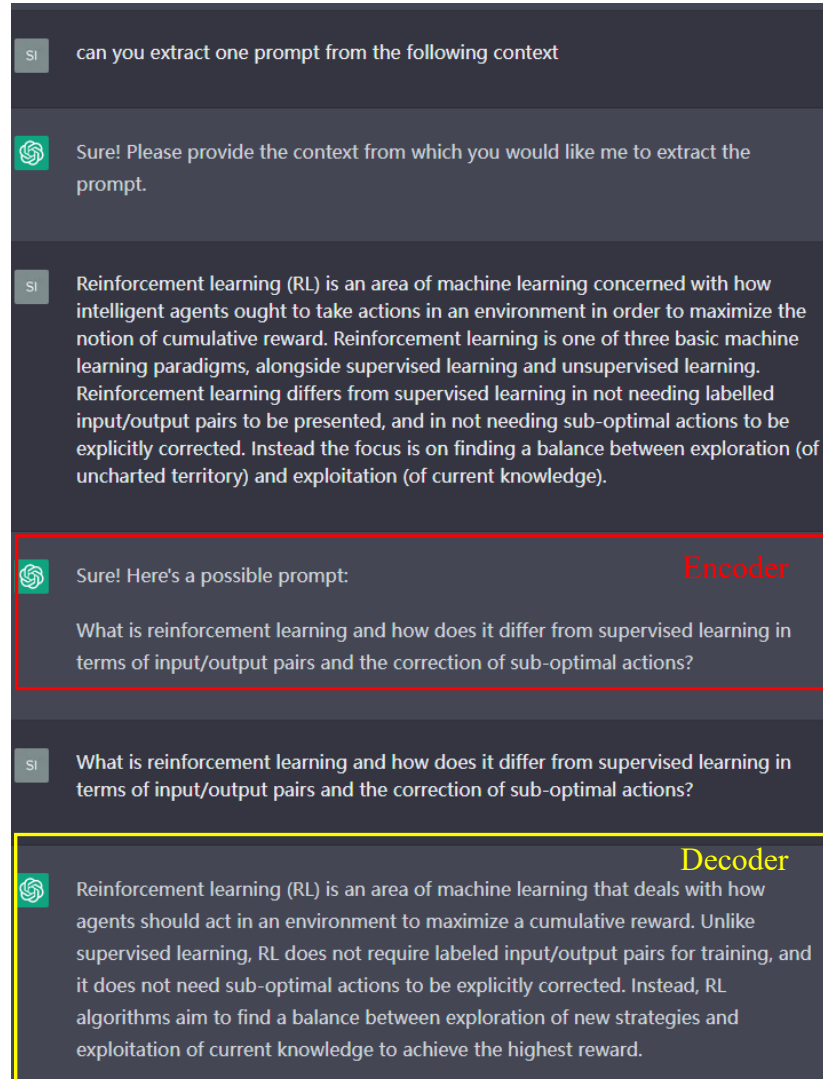 SI can you extract one prompt from the following context
Sure! Please provide the context from which you would like me to extract the
prompt.
SI Reinforcement learning (RL) is an area of machine learning concerned with how
intelligent agents ought to take actions in an environment in order to maximize the
notion of cumulative reward. Reinforcement learning is one of three basic machine
learning paradigms, alongside supervised learning and unsupervised learning.
Reinforcement learning differs from supervised learning in not needing labelled
input/output pairs to be presented, and in not needing sub-optimal actions to be
explicitly corrected. Instead the focus is on finding a balance between exploration (of
uncharted territory) and exploitation (of current knowledge).
Encoder
Sure! Here's a possible prompt:
What is reinforcement learning and how does it differ from supervised learning in
terms of input/output pairs and the correction of sub-optimal actions?
SI What is reinforcement learning and how does it differ from supervised learning in
terms of input/output pairs and the correction of sub-optimal actions?
Decoder
Reinforcement learning (RL) is an area of machine learning that deals with how
agents should act in an environment to maximize a cumulative reward. Unlike
supervised learning, RL does not require labeled input/output pairs for training, and
it does not need sub-optimal actions to be explicitly corrected. Instead, RL
algorithms aim to find a balance between exploration of new strategies and
exploitation of current knowledge to achieve the highest reward.